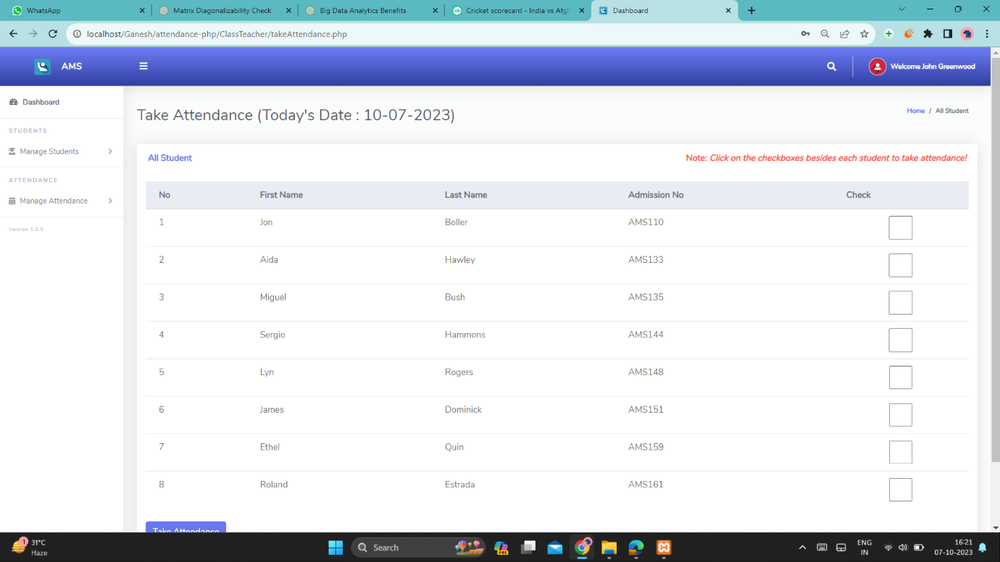 WhatsApp
Matrix Diagonalizability Check
Big Data Analytics Benefits
Cricket scorecard - India vs Afgh
Dashboard
localhost/Ganesh/attendance-php/ClassTeacher/takeAttendance.php
AMS
Welcome John Greenwood
Dashboard
STUDENTS
Manage Students
ATTENDANCE
Manage Attendance
Version 1.0.3
Take Attendance (Today's Date : 10-07-2023)
Home / All Student
All Student
Note: Click on the checkboxes besides each student to take attendance!
No First Name Last Name Admission No Check
1 Jon Boller AMS110
2 Aida Hawley AMS133
3 Miguel Bush AMS135
4 Sergio Hammons AMS144
5 Lyn Rogers AMS148
6 James Dominick AMS151
7 Ethel Quin AMS159
8 Roland Estrada AMS161
Take Attendance
1
31°C
Haze
Search
PRE
ENG
IN
16:21
07-10-2023